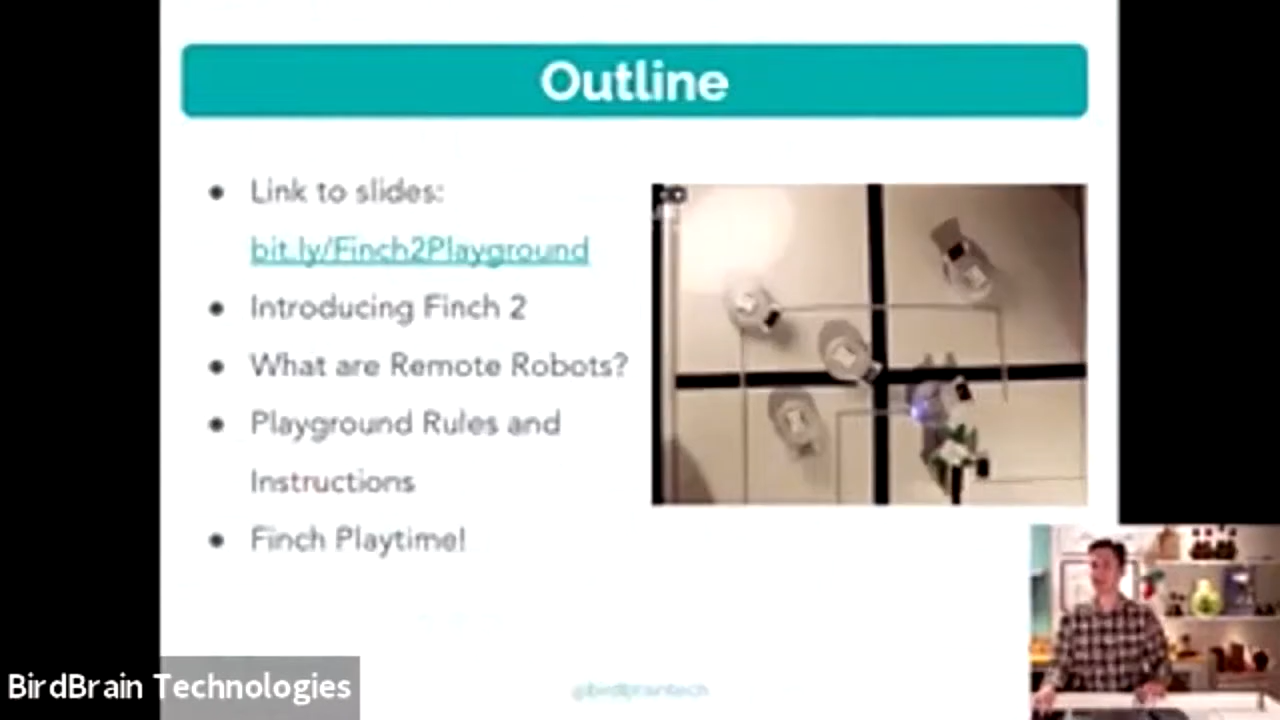 Outline
Link to slides:
bit.ly/Finch2Playground
Introducing Finch 2
What are Remote Robots?
Playground Rules and
Instructions
Finch Playtime!
BirdBrain Technologies
@birdbraintech